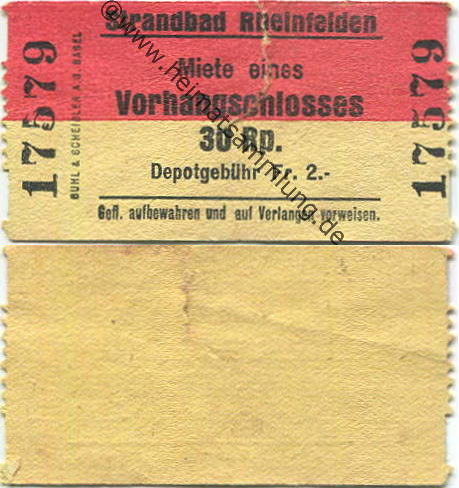 Strandbad Rheinfelden
Miete eines
Vorhangschlosses
30 Rp.
Depotgebühr Fr. 2.-
Gefl. aufbewahren und auf Verlangen vorweisen.
17579
BUHL & SCHEIBLER A.G. BASEL
17579
@www.heimatsammlung.de